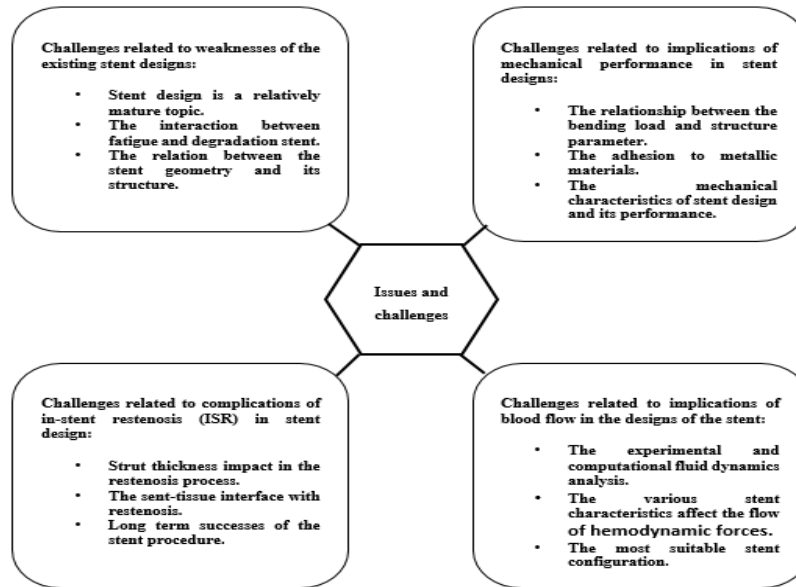 Challenges related to weaknesses of the
existing stent designs:
• Stent design is a relatively
mature topic.
• The interaction between
fatigue and degradation stent.
• The relation between the
stent geometry and its
structure.
Challenges related to implications of
mechanical performance in stent
designs:
• The relationship between the
bending load and structure
parameter.
• The adhesion to metallic
materials.
• The mechanical
characteristics of stent design
and its performance.
Issues and
challenges
Challenges related to complications of
in-stent restenosis (ISR) in stent
design:
• Strut thickness impact in the
restenosis process.
• The sent-tissue interface with
restenosis.
• Long term successes of the
stent procedure.
Challenges related to implications of
blood flow in the designs of the stent:
• The experimental and
computational fluid dynamics
analysis.
• The various stent
characteristics affect the flow
of hemodynamic forces.
• The most suitable stent
configuration.